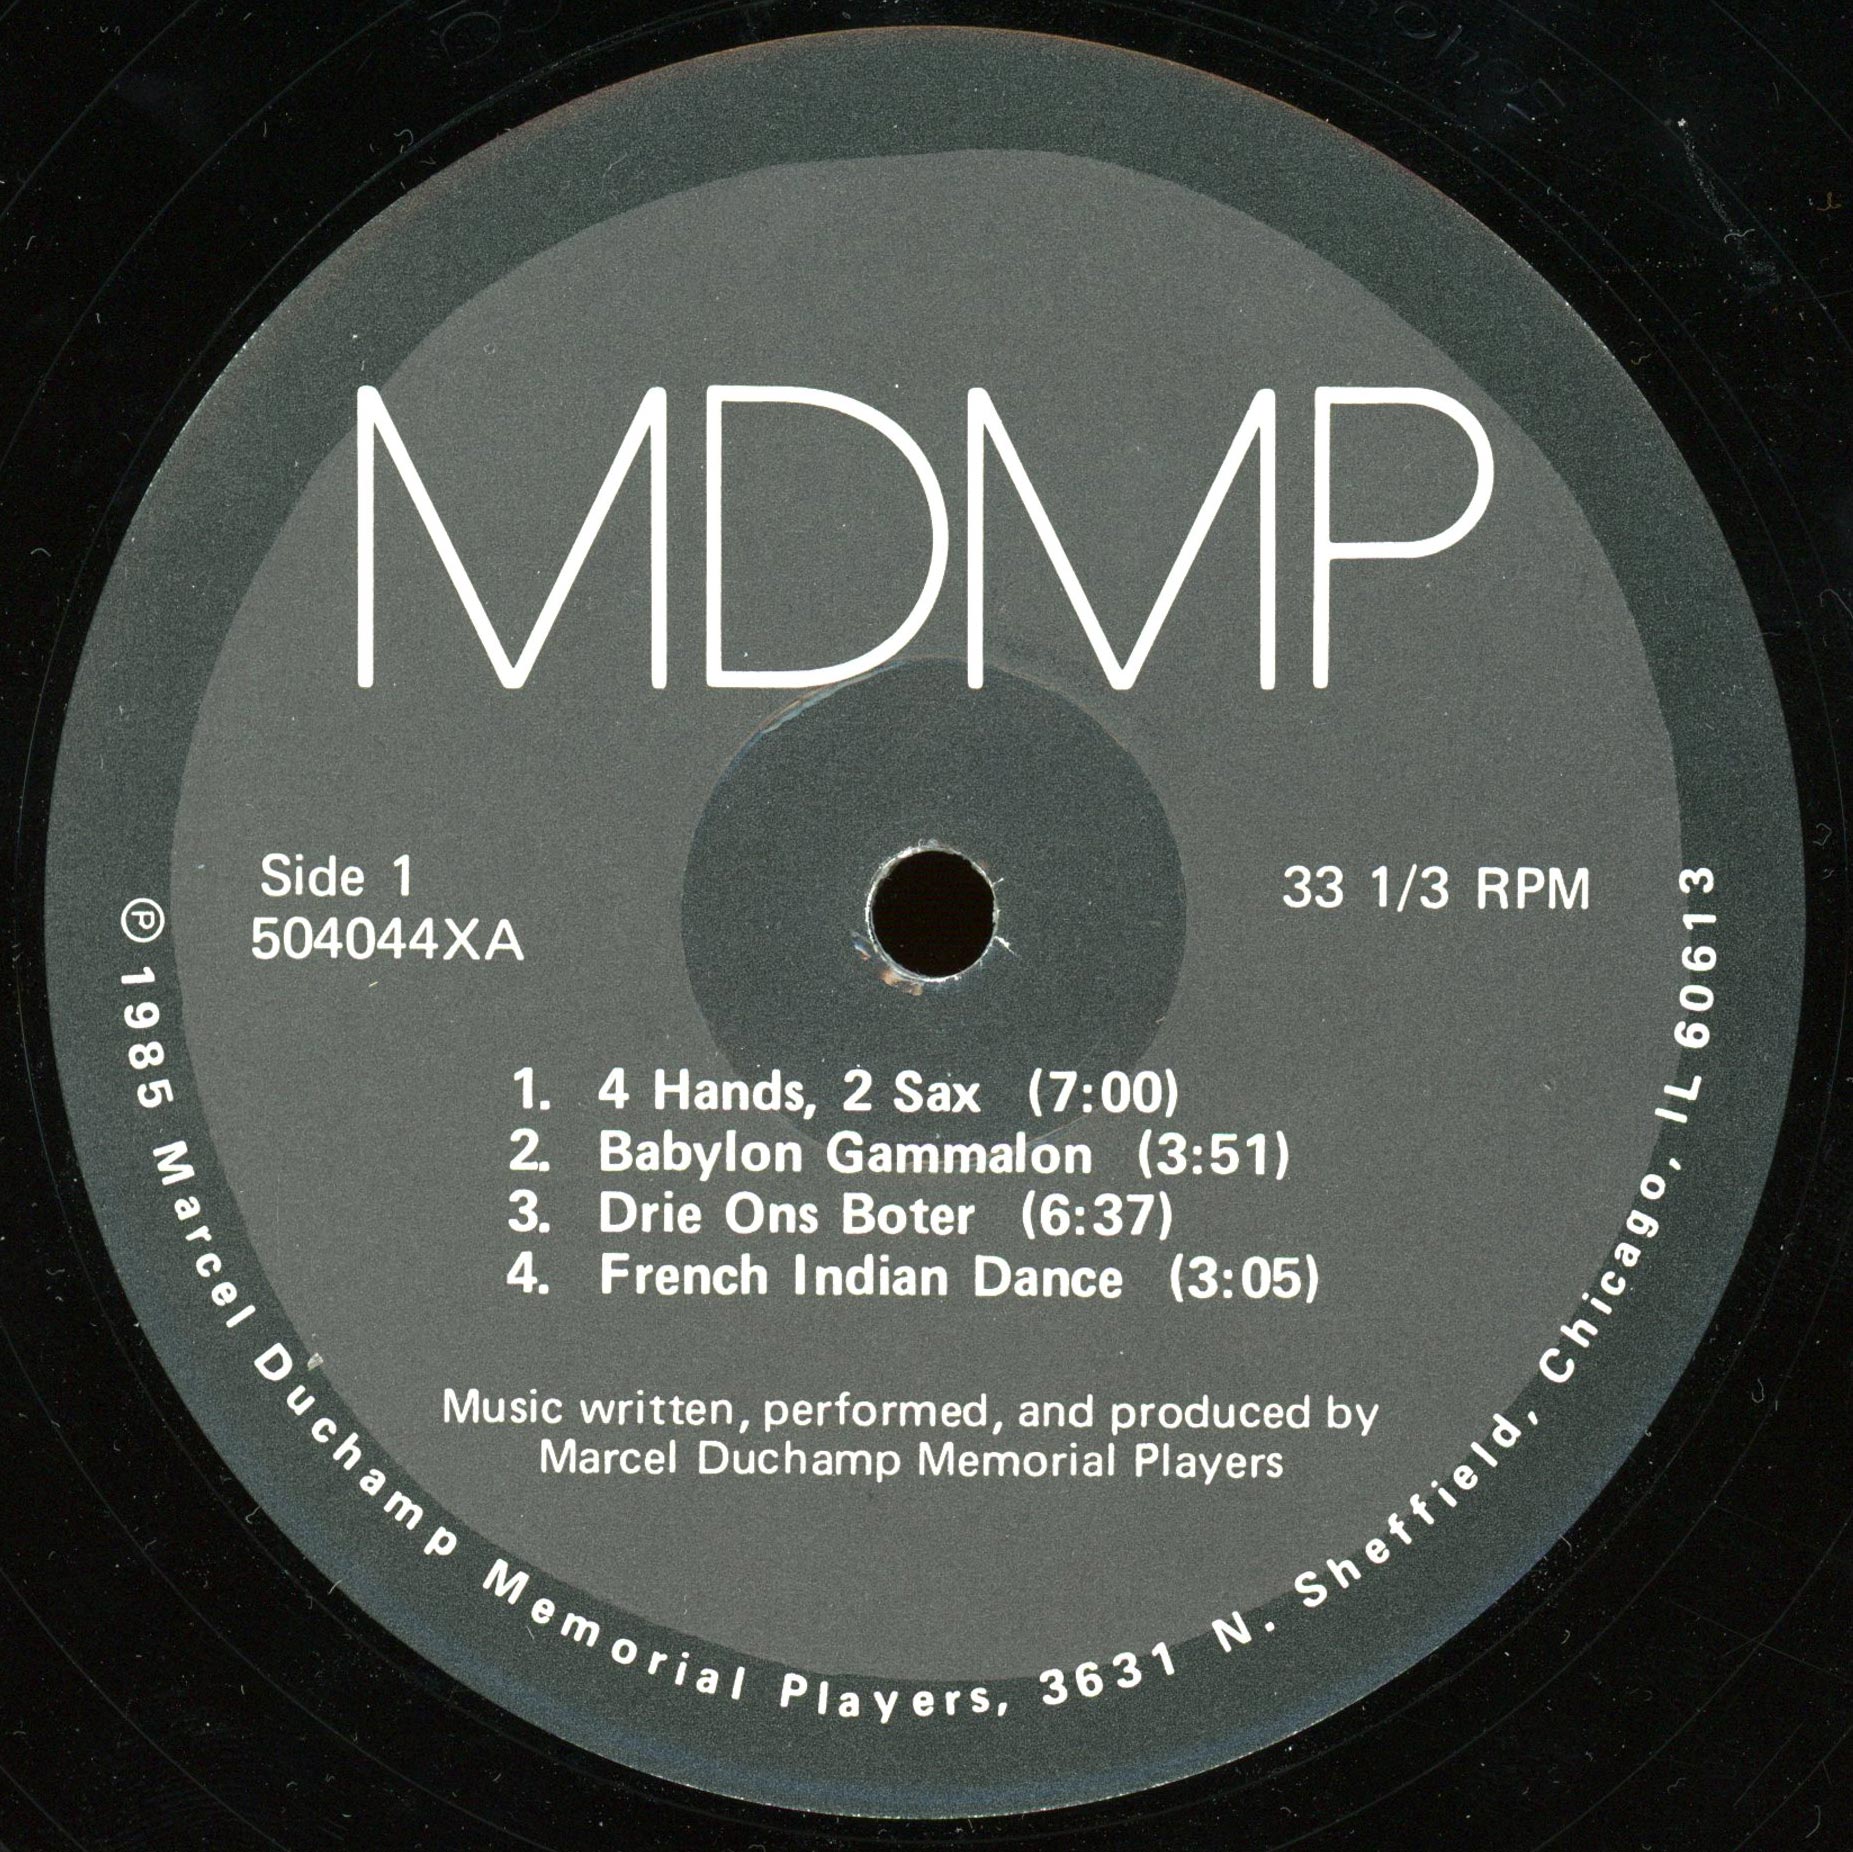 MDMP
Side 1
504044XA
33 1/3 RPM
1. 4 Hands, 2 Sax (7:00)
2. Babylon Gammalon (3:51)
3. Drie Ons Boter (6:37)
4. French Indian Dance (3:05)
Music written, performed, and produced by
Marcel Duchamp Memorial Players
℗ 1985 Marcel Duchamp Memorial Players, 3631 N. Sheffield, Chicago, IL 60613